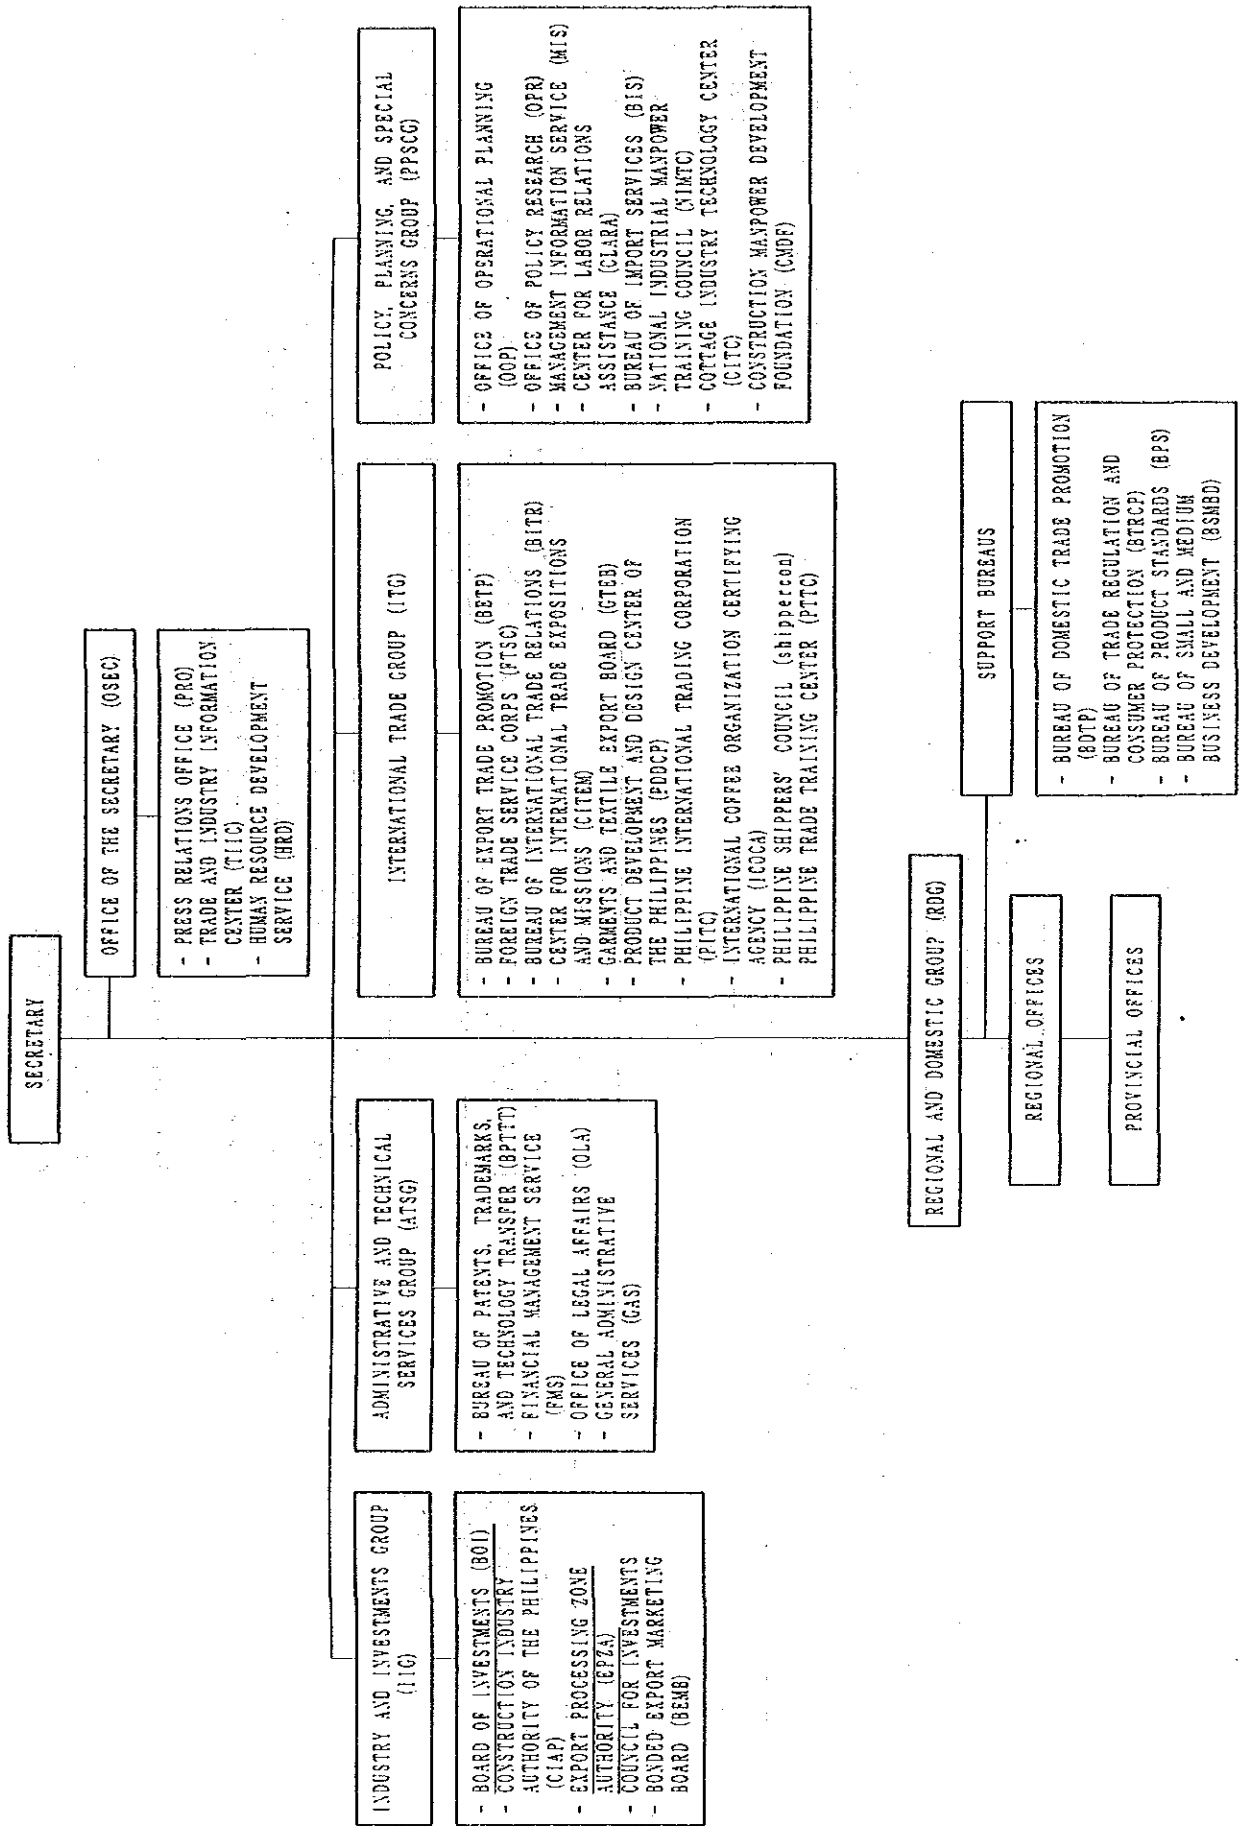 SECRETARY
OFFICE OF THE SECRETARY (OSEC)
- PRESS RELATIONS OFFICE (PRO)
- TRADE AND INDUSTRY INFORMATION
CENTER (TIIC)
- HUMAN RESOURCE DEVELOPMENT
SERVICE (HRD)
INDUSTRY AND INVESTMENTS GROUP
(IIG)
- BOARD OF INVESTMENTS (BOI)
- CONSTRUCTION INDUSTRY
AUTHORITY OF THE PHILIPPINES
(CIAP)
- EXPORT PROCESSING ZONE
AUTHORITY (EPZA)
- COUNCIL FOR INVESTMENTS
- BONDED EXPORT MARKETING
BOARD (BEMB)
ADMINISTRATIVE AND TECHNICAL
SERVICES GROUP (ATSG)
- BUREAU OF PATENTS, TRADEMARKS,
AND TECHNOLOGY TRANSFER (BPTTT)
- FINANCIAL MANAGEMENT SERVICE
(FMS)
- OFFICE OF LEGAL AFFAIRS (OLA)
- GENERAL ADMINISTRATIVE
SERVICES (GAS)
INTERNATIONAL TRADE GROUP (ITG)
- BUREAU OF EXPORT TRADE PROMOTION (BETP)
- FOREIGN TRADE SERVICE CORPS (FTSC)
- BUREAU OF INTERNATIONAL TRADE RELATIONS (BITR)
- CENTER FOR INTERNATIONAL TRADE EXPOSITIONS
AND MISSIONS (CITEM)
- GARMENTS AND TEXTILE EXPORT BOARD (GTEB)
- PRODUCT DEVELOPMENT AND DESIGN CENTER OF
THE PHILIPPINES (PDDCP)
- PHILIPPINE INTERNATIONAL TRADING CORPORATION
(PITC)
- INTERNATIONAL COFFEE ORGANIZATION CERTIFYING
AGENCY (ICOCA)
- PHILIPPINE SHIPPERS' COUNCIL (shippercon)
PHILIPPINE TRADE TRAINING CENTER (PTTC)
POLICY, PLANNING, AND SPECIAL
CONCERNS GROUP (PPSCG)
- OFFICE OF OPERATIONAL PLANNING
(OOP)
- OFFICE OF POLICY RESEARCH (OPR)
- MANAGEMENT INFORMATION SERVICE (MIS)
- CENTER FOR LABOR RELATIONS
ASSISTANCE (CLARA)
- BUREAU OF IMPORT SERVICES (BIS)
- NATIONAL INDUSTRIAL MANPOWER
TRAINING COUNCIL (NIMTC)
- COTTAGE INDUSTRY TECHNOLOGY CENTER
(CITC)
- CONSTRUCTION MANPOWER DEVELOPMENT
FOUNDATION (CMDF)
REGIONAL AND DOMESTIC GROUP (RDG)
REGIONAL OFFICES
PROVINCIAL OFFICES
SUPPORT BUREAUS
- BUREAU OF DOMESTIC TRADE PROMOTION
(BDTP)
- BUREAU OF TRADE REGULATION AND
CONSUMER PROTECTION (BTRCP)
- BUREAU OF PRODUCT STANDARDS (BPS)
- BUREAU OF SMALL AND MEDIUM
BUSINESS DEVELOPMENT (BSMBD)